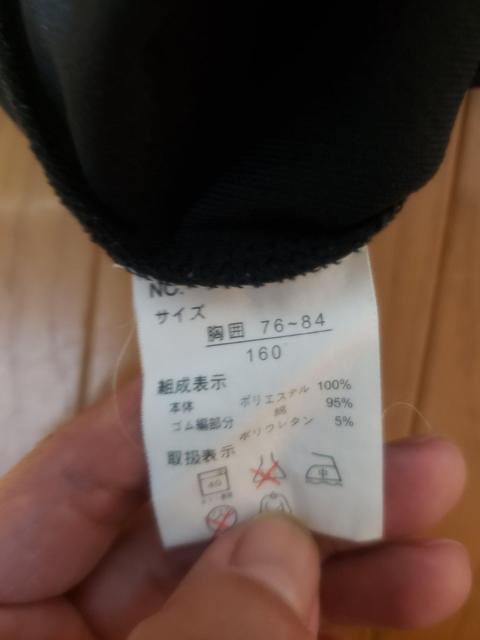 NO.
サイズ
胸囲 76~84
160
組成表示
本体 ポリエステル 100%
ゴム編部分 綿 95%
ポリウレタン 5%
取扱表示
40
中